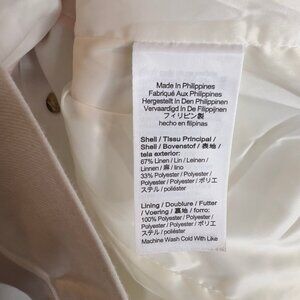 Made In Philippines
Fabriqué Aux Philippines
Hergestellt In Den Philippinen
Vervaardigd In De Filipijnen
フィリピン製
hecho en filipinas
Shell / Tissu Principal /
Shell / Bovenstof / 表地 /
tela exterior:
67% Linen / Lin / Leinen /
Linnen / 麻 / lino
33% Polyester / Polyester /
Polyester / Polyester / ポリエ
ステル / poliéster
Lining / Doublure / Futter
/ Voering / 裏地 / forro:
100% Polyester / Polyester /
Polyester / Polyester / ポリエ
ステル / poliéster
Machine Wash Cold With Like